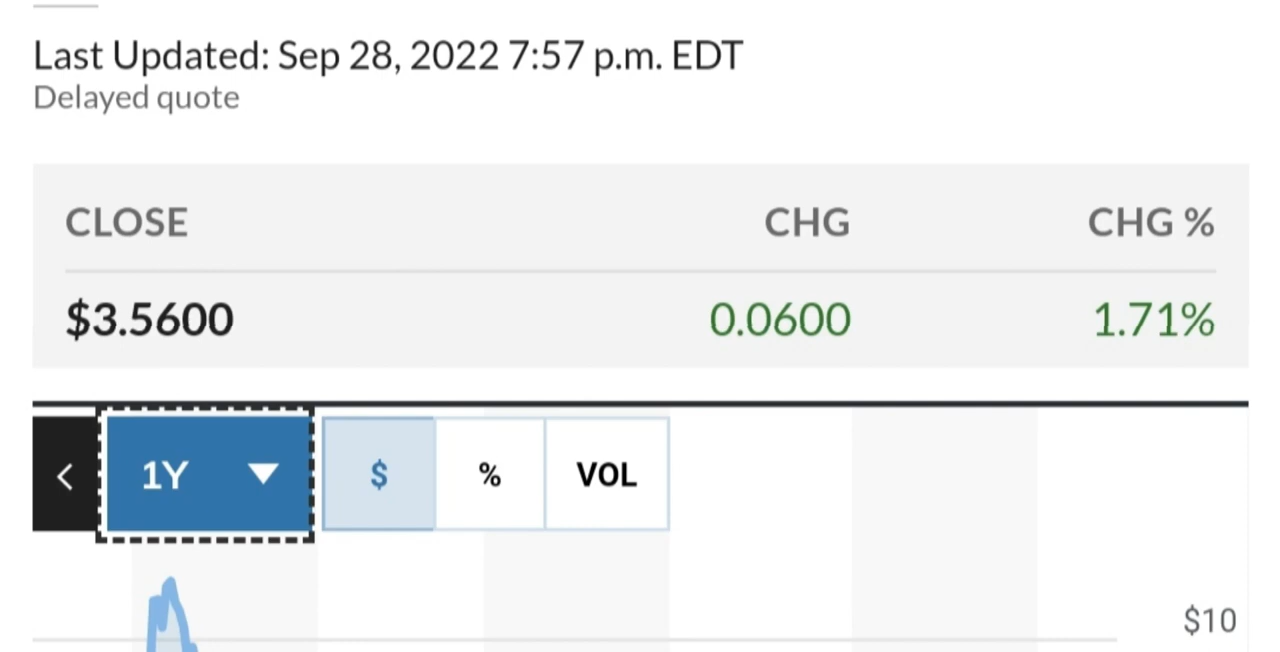 Last Updated: Sep 28, 2022 7:57 p.m. EDT
Delayed quote
CLOSE CHG CHG %
$3.5600 0.0600 1.71%
1Y $ % VOL
$10